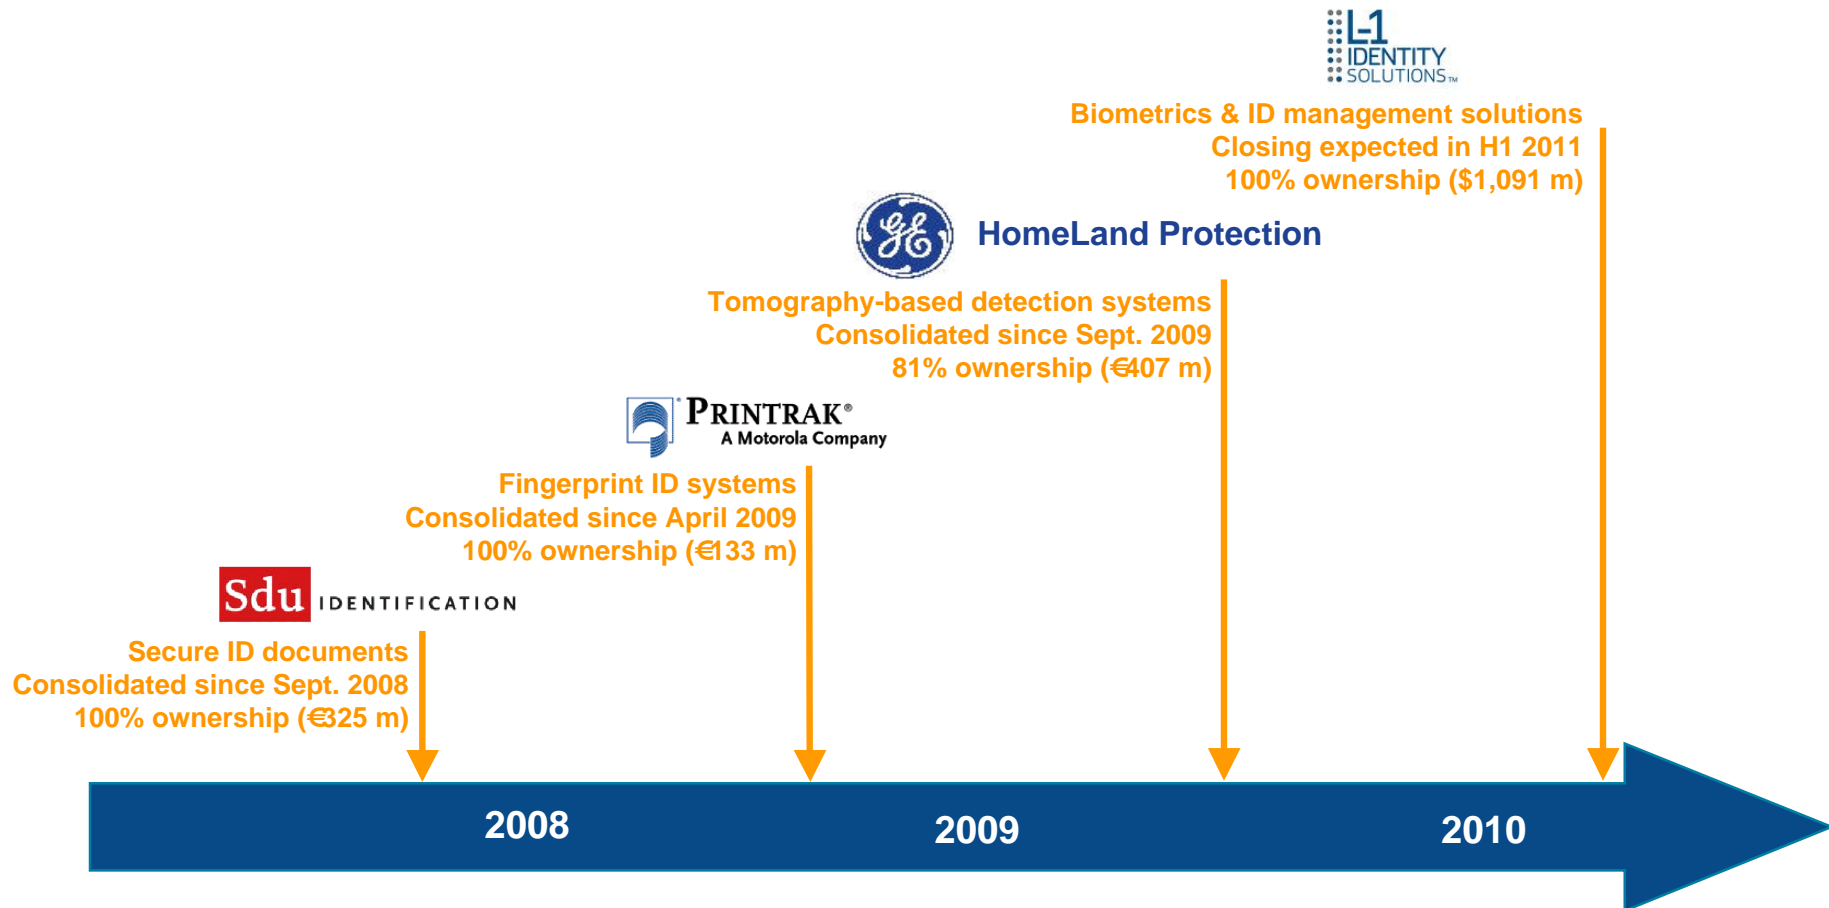 L-1
IDENTITY
SOLUTIONS™
Biometrics & ID management solutions
Closing expected in H1 2011
100% ownership ($1,091 m)
GE
HomeLand Protection
Tomography-based detection systems
Consolidated since Sept. 2009
81% ownership (€407 m)
PRINTRAK®
A Motorola Company
Fingerprint ID systems
Consolidated since April 2009
100% ownership (€133 m)
Sdu IDENTIFICATION
Secure ID documents
Consolidated since Sept. 2008
100% ownership (€325 m)
2008
2009
2010